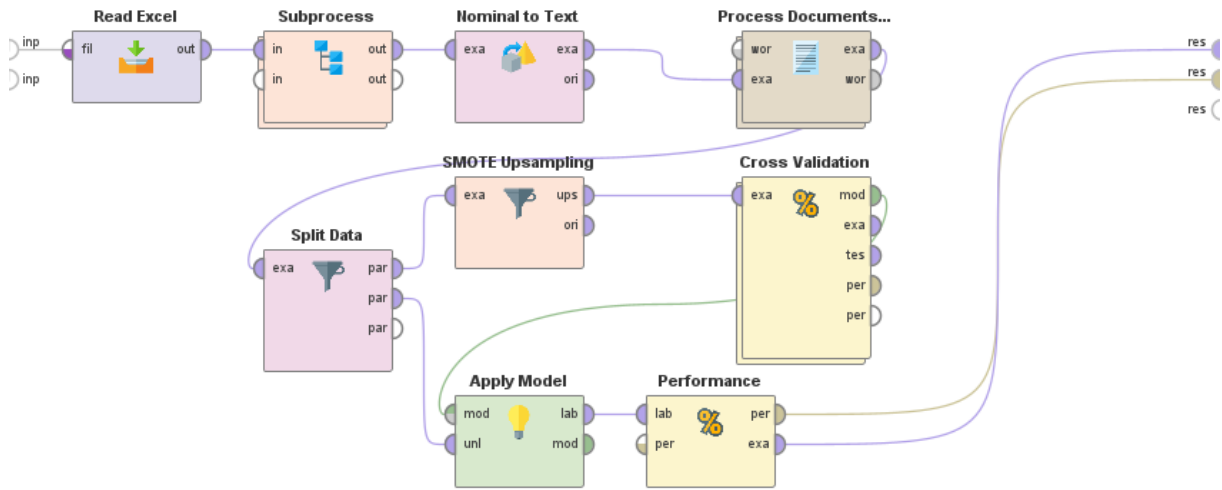 Read Excel Subprocess Nominal to Text Process Documents...
inp fil out in out exa exa wor exa res
inp in out ori exa wor res
res
SMOTE Upsampling Cross Validation
exa ups exa mod
ori exa
Split Data
exa par tes
par per
par per
Apply Model Performance
mod lab lab per
unl mod per exa